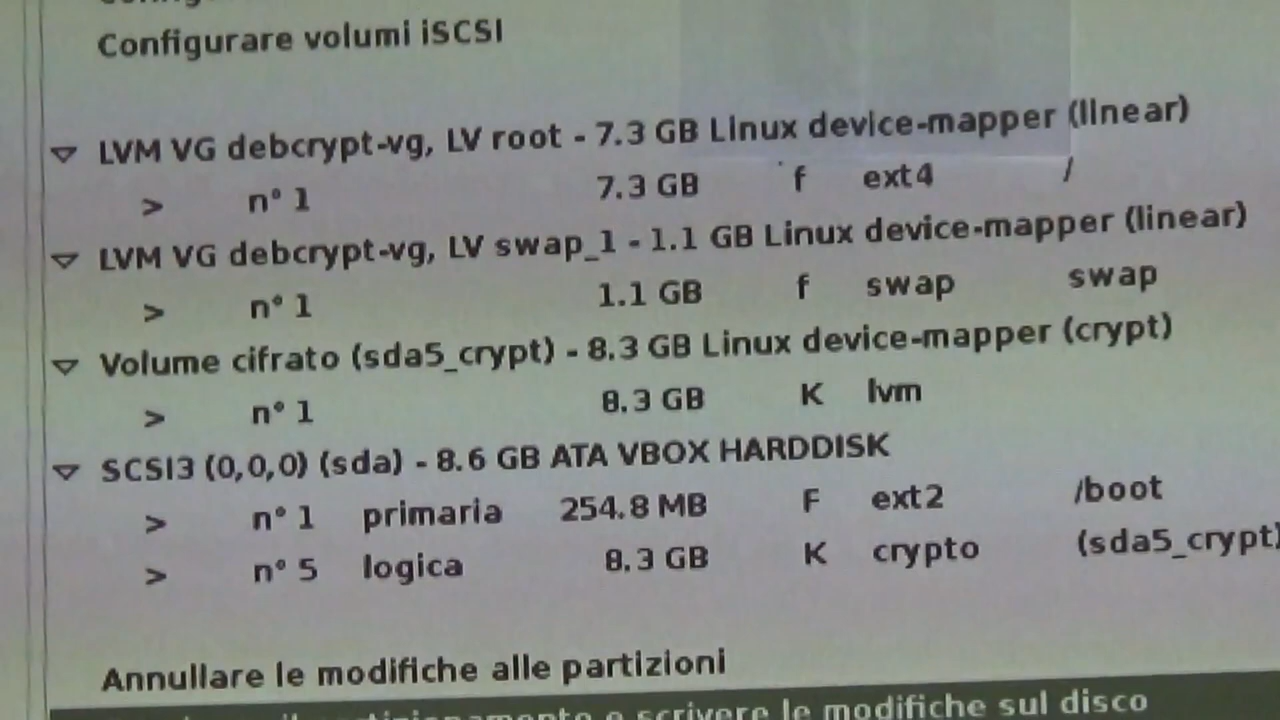 Configurare volumi iSCSI
▽ LVM VG debcrypt-vg, LV root - 7.3 GB Linux device-mapper (linear)
> n° 1 7.3 GB f ext4 /
▽ LVM VG debcrypt-vg, LV swap_1 - 1.1 GB Linux device-mapper (linear)
> n° 1 1.1 GB f swap swap
▽ Volume cifrato (sda5_crypt) - 8.3 GB Linux device-mapper (crypt)
> n° 1 8.3 GB K lvm
▽ SCSI3 (0,0,0) (sda) - 8.6 GB ATA VBOX HARDDISK
> n° 1 primaria 254.8 MB F ext2 /boot
> n° 5 logica 8.3 GB K crypto (sda5_crypt)
Annullare le modifiche alle partizioni
il partizionamento e scrivere le modifiche sul disco